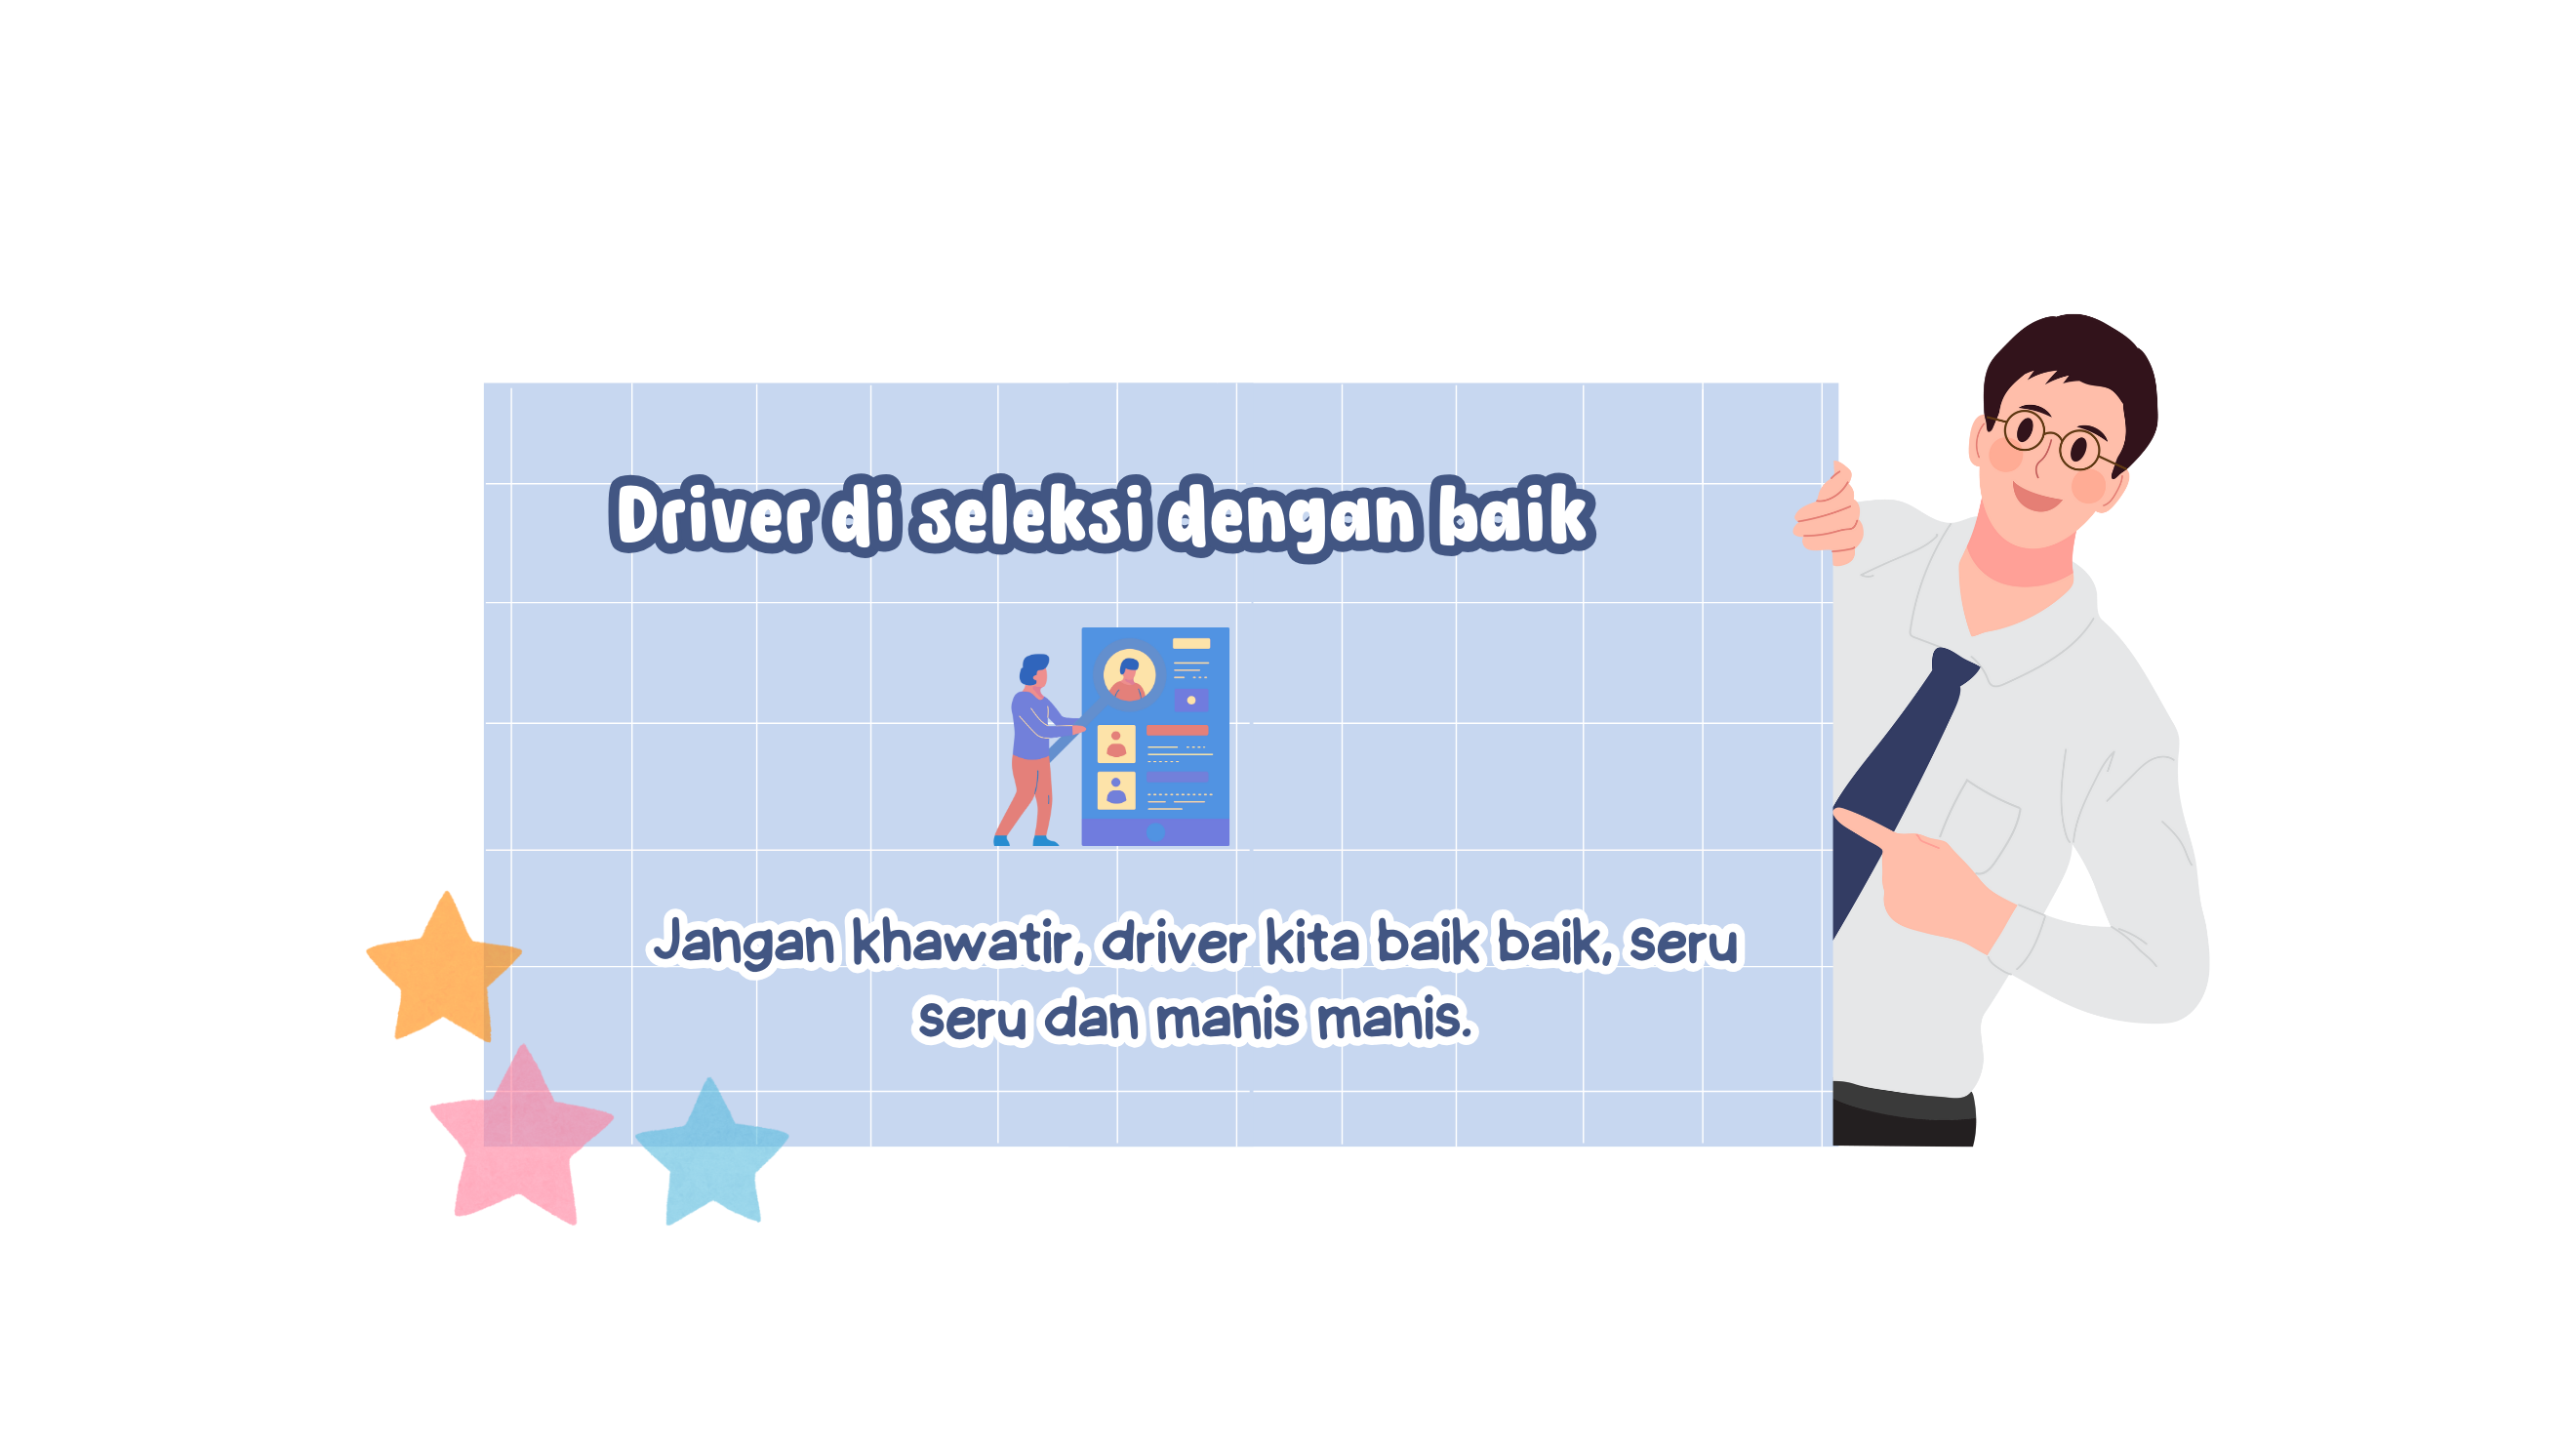 Driver di seleksi dengan baik
Jangan khawatir, driver kita baik baik, seru
seru dan manis manis.